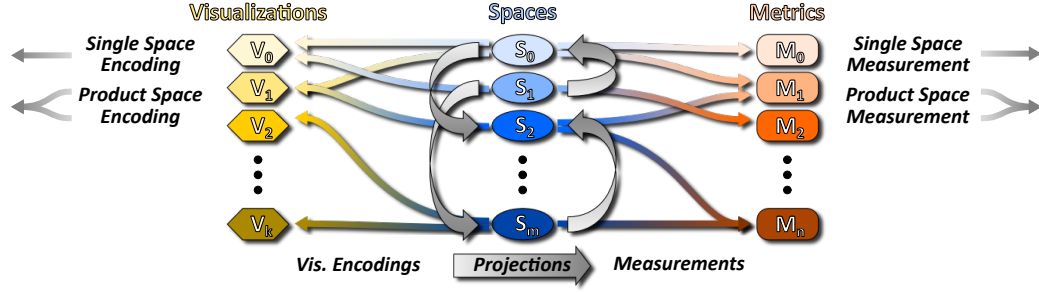 Visualizations Spaces Metrics
Single Space
Encoding
V0 S0 M0
Single Space
Measurement
Product Space
Encoding
V1 S1 M1
Product Space
Measurement
V2 S2 M2
Vk Sm Mn
Vis. Encodings Projections Measurements